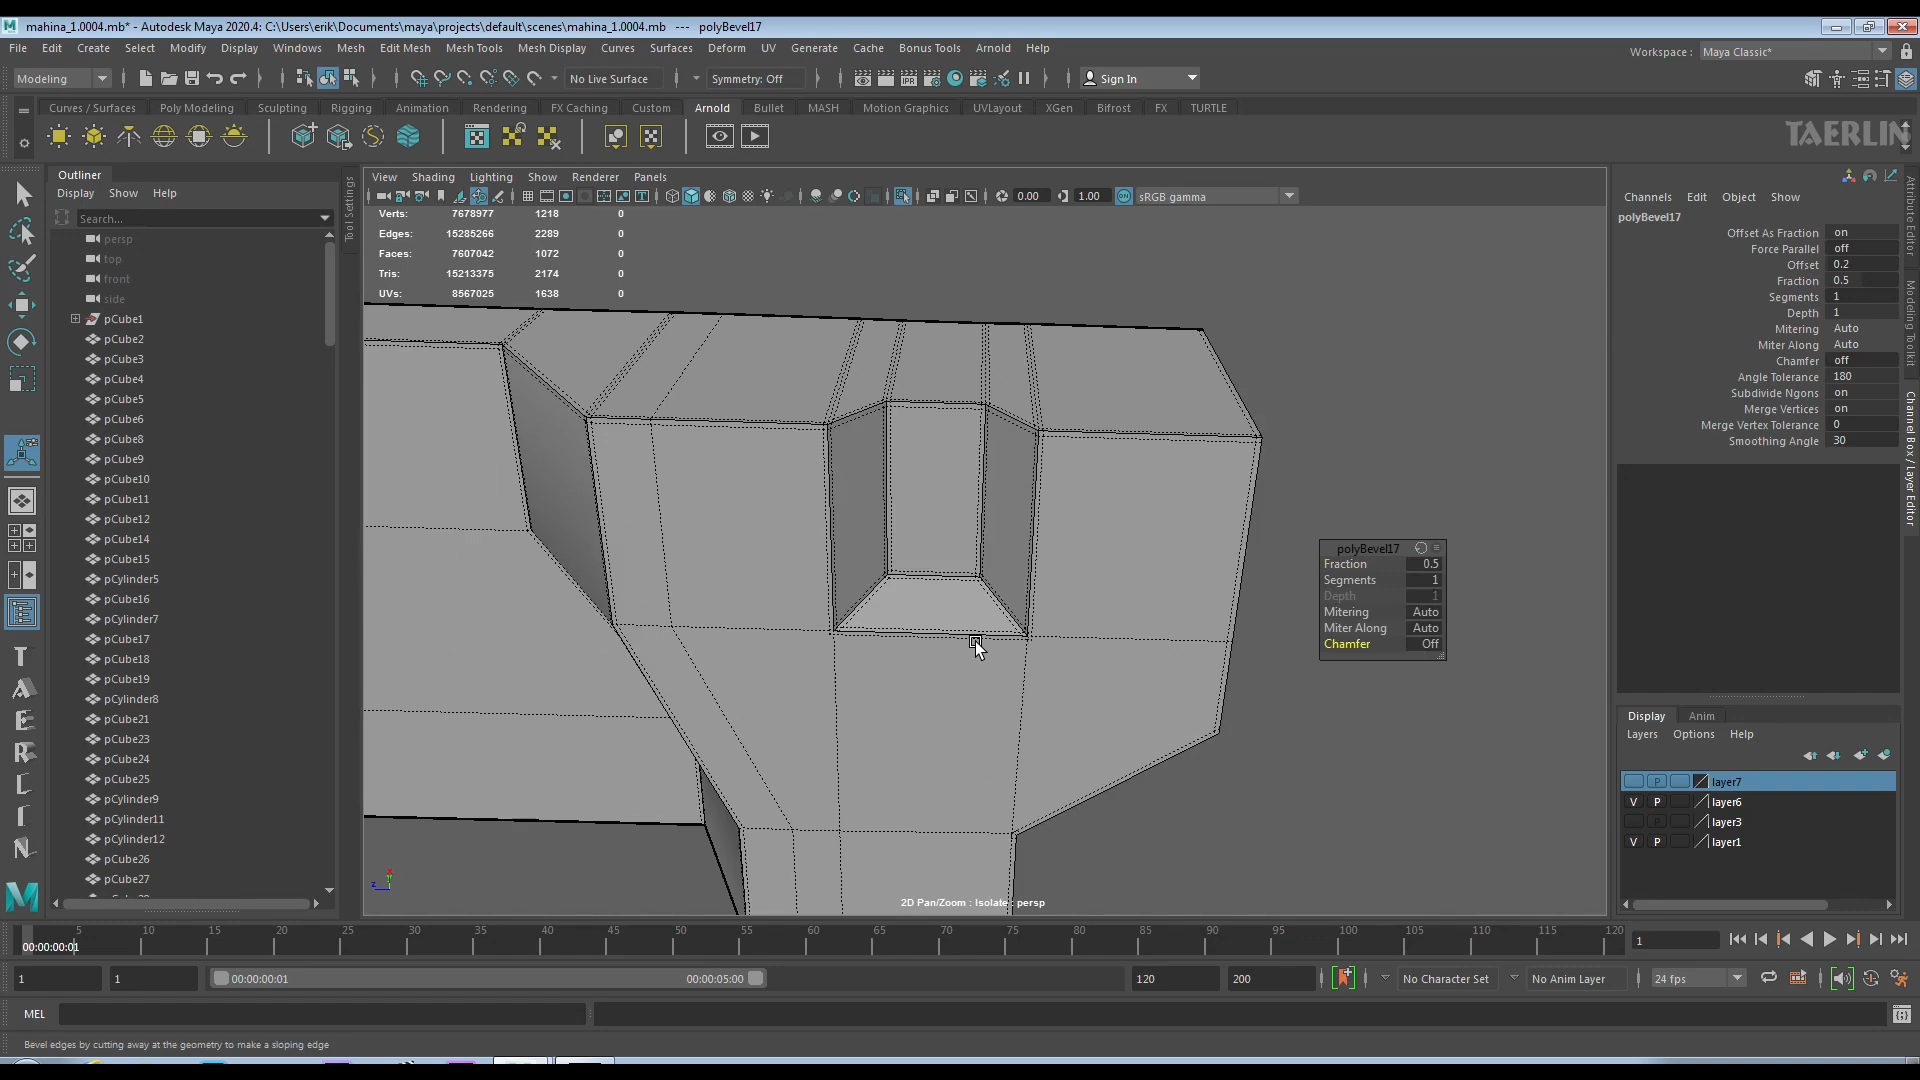 mahina_1.0004.mb* - Autodesk Maya 2020.4: C:\Users\erik\Documents\maya\projects\default\scenes\mahina_1.0004.mb --- polyBevel17
File Edit Create Select Modify Display Windows Mesh Edit Mesh Mesh Tools Mesh Display Curves Surfaces Deform UV Generate Cache Bonus Tools Arnold Help
Workspace : Maya Classic*
Modeling No Live Surface Symmetry: Off IPR Sign In
Curves / Surfaces Poly Modeling Sculpting Rigging Animation Rendering FX Caching Custom Arnold Bullet MASH Motion Graphics UVLayout XGen Bifrost FX TURTLE
TAERLIN
Outliner
Display Show Help
Search...
persp
top
front
side
pCube1
pCube2
pCube3
pCube4
pCube5
pCube6
pCube8
pCube9
pCube10
pCube11
pCube12
pCube14
pCube15
pCylinder5
pCube16
pCylinder7
pCube17
pCube18
pCube19
pCylinder8
pCube21
pCube23
pCube24
pCube25
pCylinder9
pCylinder11
pCylinder12
pCube26
pCube27
Tool Settings
View Shading Lighting Show Renderer Panels
0.00 1.00 sRGB gamma
Verts: 7678977 1218 0
Edges: 15285266 2289 0
Faces: 7607042 1072 0
Tris: 15213375 2174 0
UVs: 8567025 1638 0
polyBevel17
Fraction 0.5
Segments 1
Depth 1
Mitering Auto
Miter Along Auto
Chamfer Off
2D Pan/Zoom : Isolate : persp
Channels Edit Object Show
polyBevel17
Offset As Fraction on
Force Parallel off
Offset 0.2
Fraction 0.5
Segments 1
Depth 1
Mitering Auto
Miter Along Auto
Chamfer off
Angle Tolerance 180
Subdivide Ngons on
Merge Vertices on
Merge Vertex Tolerance 0
Smoothing Angle 30
Attribute Editor
Modeling Toolkit
Channel Box / Layer Editor
Display Anim
Layers Options Help
P layer7
V P layer6
layer3
V P layer1
5 10 15 20 25 30 35 40 45 50 55 60 65 70 75 80 85 90 95 100 105 110 115 120
00:00:00:01
1
1 1 00:00:00:01 00:00:05:00 120 200 No Character Set No Anim Layer 24 fps
MEL
Bevel edges by cutting away at the geometry to make a sloping edge